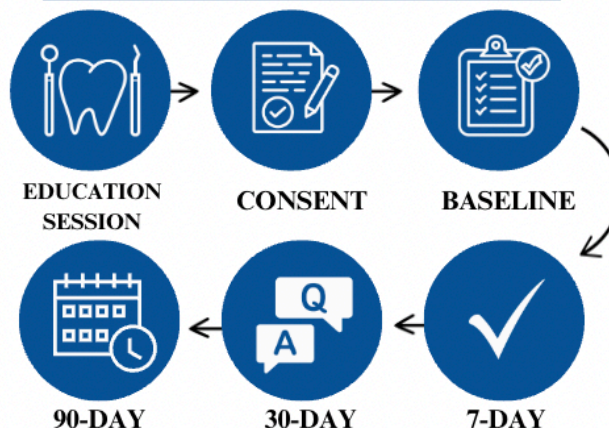 EDUCATION
SESSION
CONSENT
BASELINE
Q
A
90-DAY
30-DAY
7-DAY